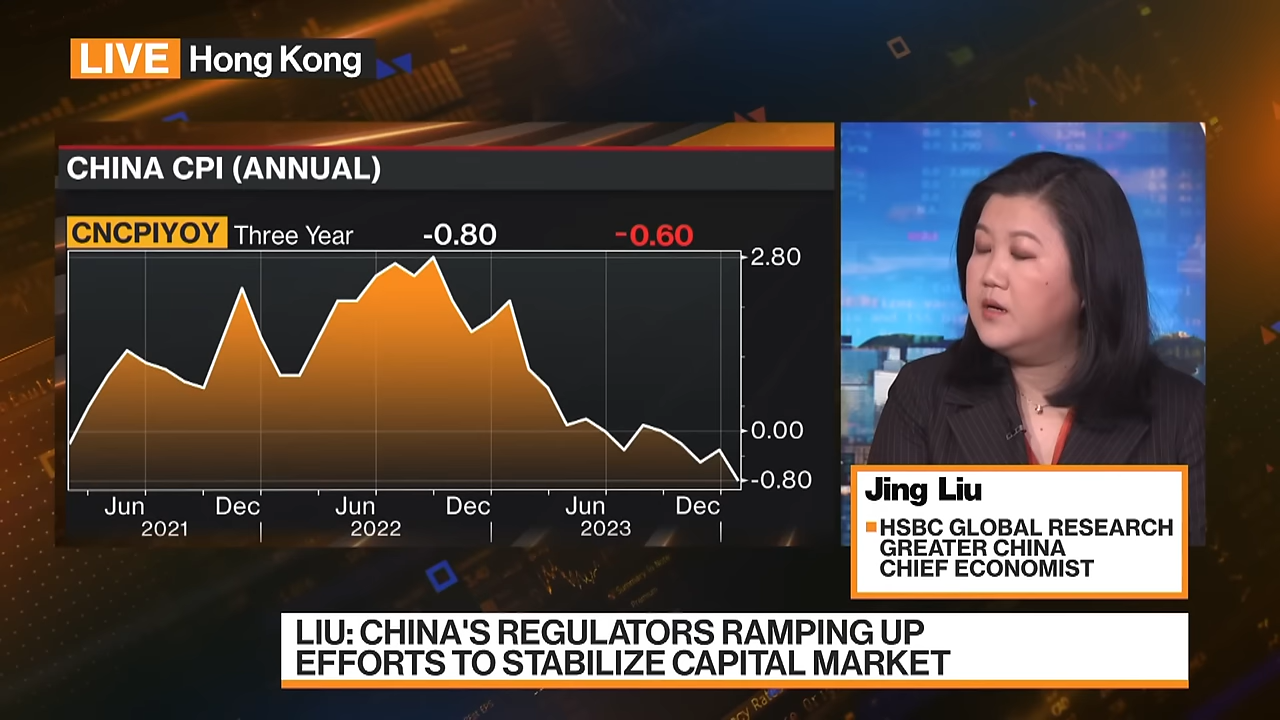 LIVE Hong Kong
CHINA CPI (ANNUAL)
CNCPIYOY Three Year -0.80 -0.60
2.80
0.00
-0.80
Jun Dec Jun Dec Jun Dec
2021 2022 2023
Jing Liu
HSBC GLOBAL RESEARCH
GREATER CHINA
CHIEF ECONOMIST
LIU: CHINA'S REGULATORS RAMPING UP
EFFORTS TO STABILIZE CAPITAL MARKET